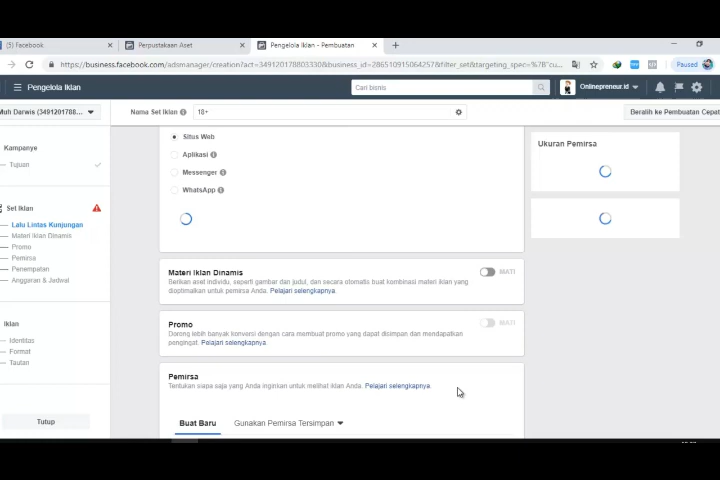 (5) Facebook
Perpustakaan Aset
Pengelola Iklan - Pembuatan
https://business.facebook.com/adsmanager/creation?act=349120178803330&business_id=286510915064257&filter_set&targeting_spec=%7B"cu...
Paused
Pengelola Iklan
Cari bisnis
Onlinepreneur.id
Muh Darwis (3491201788...
Nama Set Iklan
18+
Beralih ke Pembuatan Cepat
Kampanye
Tujuan
Set Iklan
Lalu Lintas Kunjungan
Materi Iklan Dinamis
Promo
Pemirsa
Penempatan
Anggaran & Jadwal
Iklan
Identitas
Format
Tautan
Tutup
Situs Web
Aplikasi
Messenger
WhatsApp
Ukuran Pemirsa
Materi Iklan Dinamis
MATI
Berikan aset individu, seperti gambar dan judul, dan secara otomatis buat kombinasi materi iklan yang
dioptimalkan untuk pemirsa Anda. Pelajari selengkapnya.
Promo
MATI
Dorong lebih banyak konversi dengan cara membuat promo yang dapat disimpan dan mendapatkan
pengingat. Pelajari selengkapnya.
Pemirsa
Tentukan siapa saja yang Anda inginkan untuk melihat iklan Anda. Pelajari selengkapnya.
Buat Baru
Gunakan Pemirsa Tersimpan